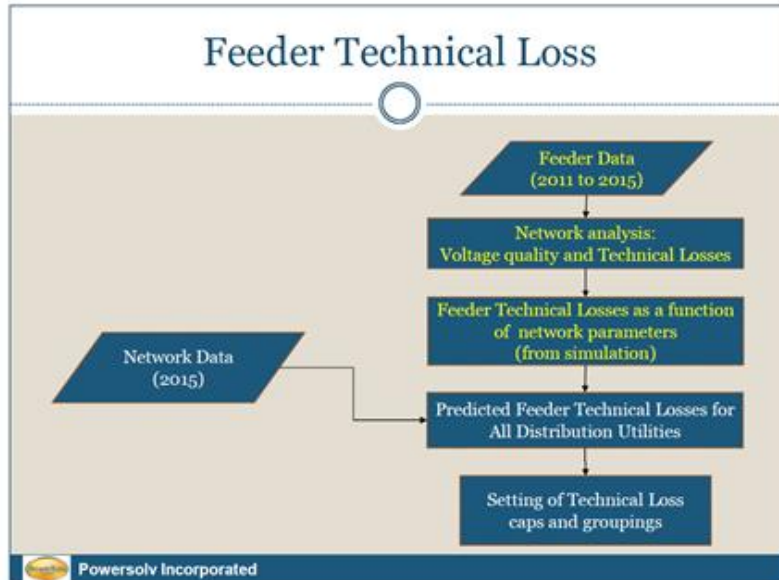 Feeder Technical Loss
Feeder Data
(2011 to 2015)
Network analysis:
Voltage quality and Technical Losses
Feeder Technical Losses as a function
of network parameters
(from simulation)
Network Data
(2015)
Predicted Feeder Technical Losses for
All Distribution Utilities
Setting of Technical Loss
caps and groupings
Powersolv Incorporated